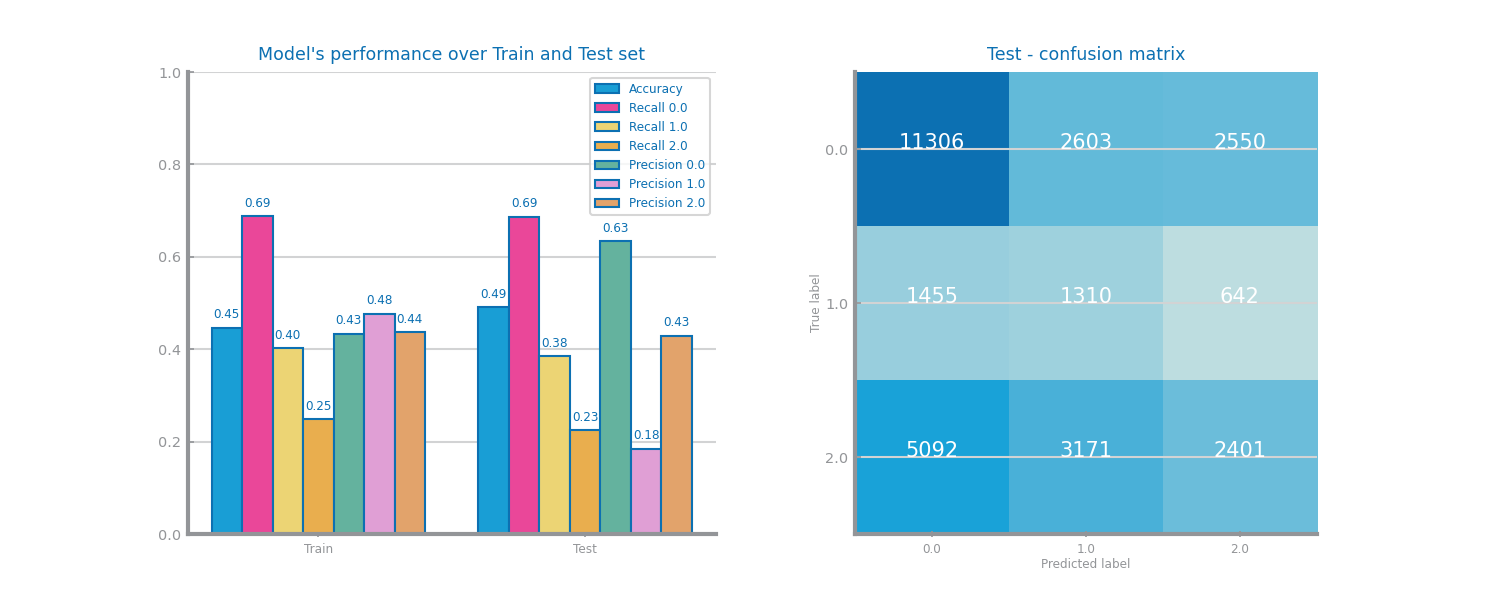 Model's performance over Train and Test set
1.0
0.8
0.6
0.4
0.2
0.0
Accuracy
Recall 0.0
Recall 1.0
Recall 2.0
Precision 0.0
Precision 1.0
Precision 2.0
0.45
0.69
0.40
0.25
0.43
0.48
0.44
0.49
0.69
0.38
0.23
0.63
0.18
0.43
Train
Test
Test - confusion matrix
True label
0.0
1.0
2.0
11306 2603 2550
1455 1310 642
5092 3171 2401
0.0 1.0 2.0
Predicted label